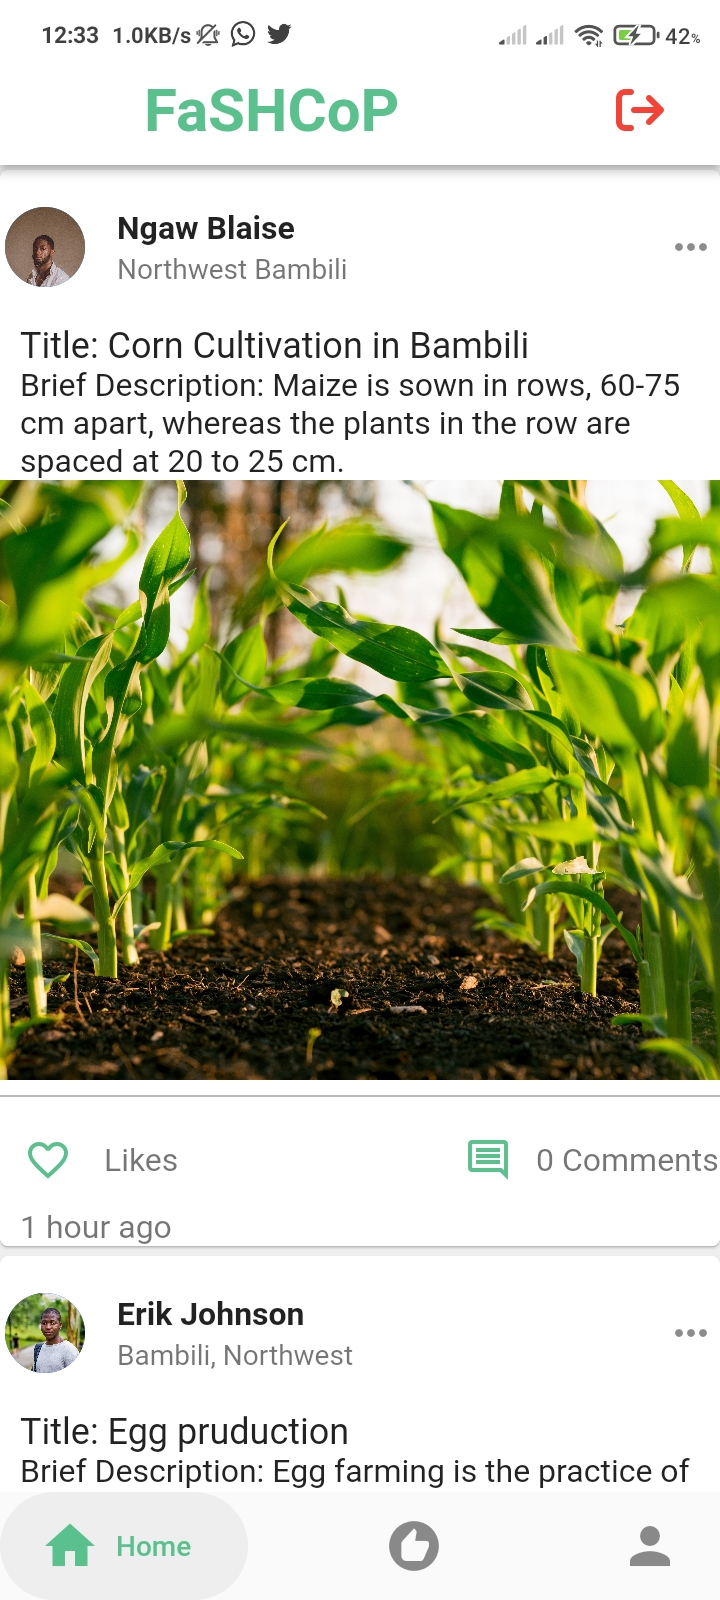 12:33 1.0KB/s 42%
FaSHCoP
Ngaw Blaise
Northwest Bambili
Title: Corn Cultivation in Bambili
Brief Description: Maize is sown in rows, 60-75
cm apart, whereas the plants in the row are
spaced at 20 to 25 cm.
Likes 0 Comments
1 hour ago
Erik Johnson
Bambili, Northwest
Title: Egg pruduction
Brief Description: Egg farming is the practice of
Home